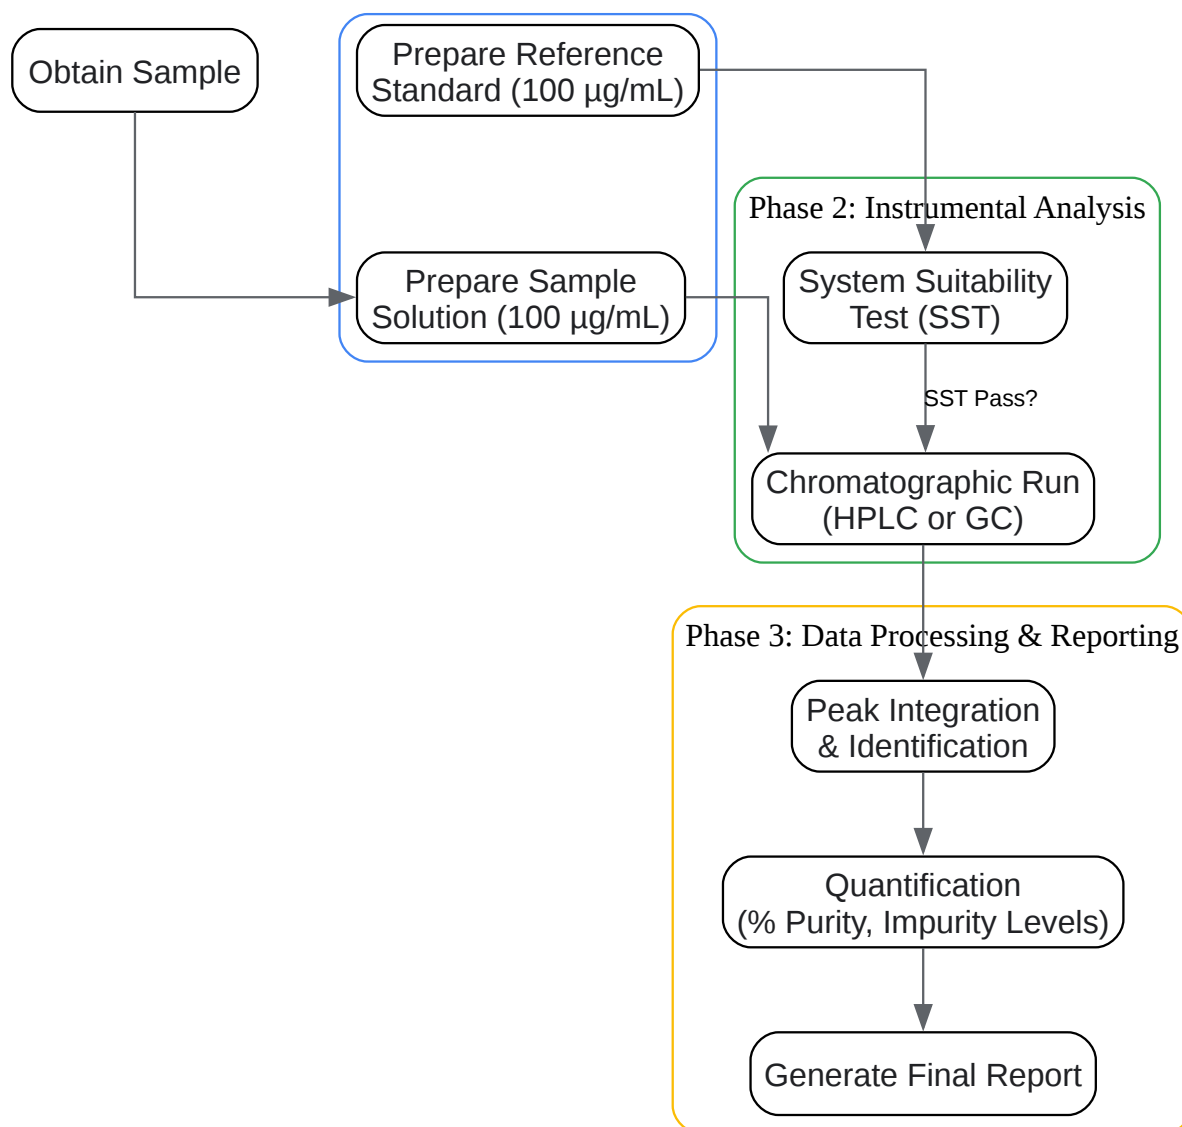 Obtain Sample
Prepare Reference
Standard (100 µg/mL)
Phase 2: Instrumental Analysis
Prepare Sample
Solution (100 µg/mL)
System Suitability
Test (SST)
SST Pass?
Chromatographic Run
(HPLC or GC)
Phase 3: Data Processing & Reporting
Peak Integration
& Identification
Quantification
(% Purity, Impurity Levels)
Generate Final Report